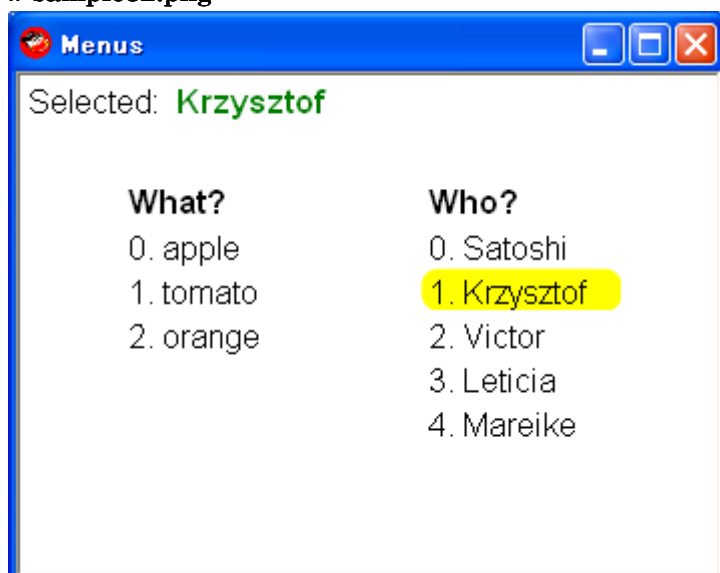 Menus
Selected: Krzysztof
What?
0. apple
1. tomato
2. orange
Who?
0. Satoshi
1. Krzysztof
2. Victor
3. Leticia
4. Mareike